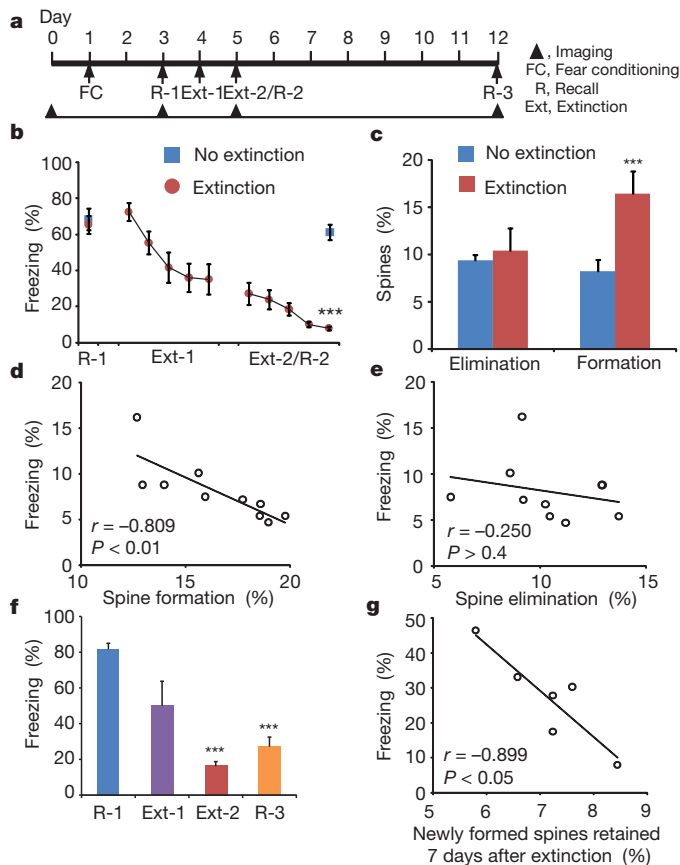 a
Day
0 1 2 3 4 5 6 7 8 9 10 11 12
FC R-1 Ext-1 Ext-2/R-2 R-3
▲, Imaging
FC, Fear conditioning
R, Recall
Ext, Extinction
b
No extinction
Extinction
Freezing (%)
100
80
60
40
20
0
***
R-1 Ext-1 Ext-2/R-2
c
No extinction
Extinction
Spines (%)
20
15
10
5
0
***
Elimination Formation
d
Freezing (%)
20
15
10
5
0
r = –0.809
P < 0.01
10 15 20
Spine formation (%)
e
Freezing (%)
20
15
10
5
0
r = –0.250
P > 0.4
5 10 15
Spine elimination (%)
f
Freezing (%)
100
80
60
40
20
0
*** ***
R-1 Ext-1 Ext-2 R-3
g
Freezing (%)
50
40
30
20
10
0
r = –0.899
P < 0.05
5 6 7 8 9
Newly formed spines retained
7 days after extinction (%)